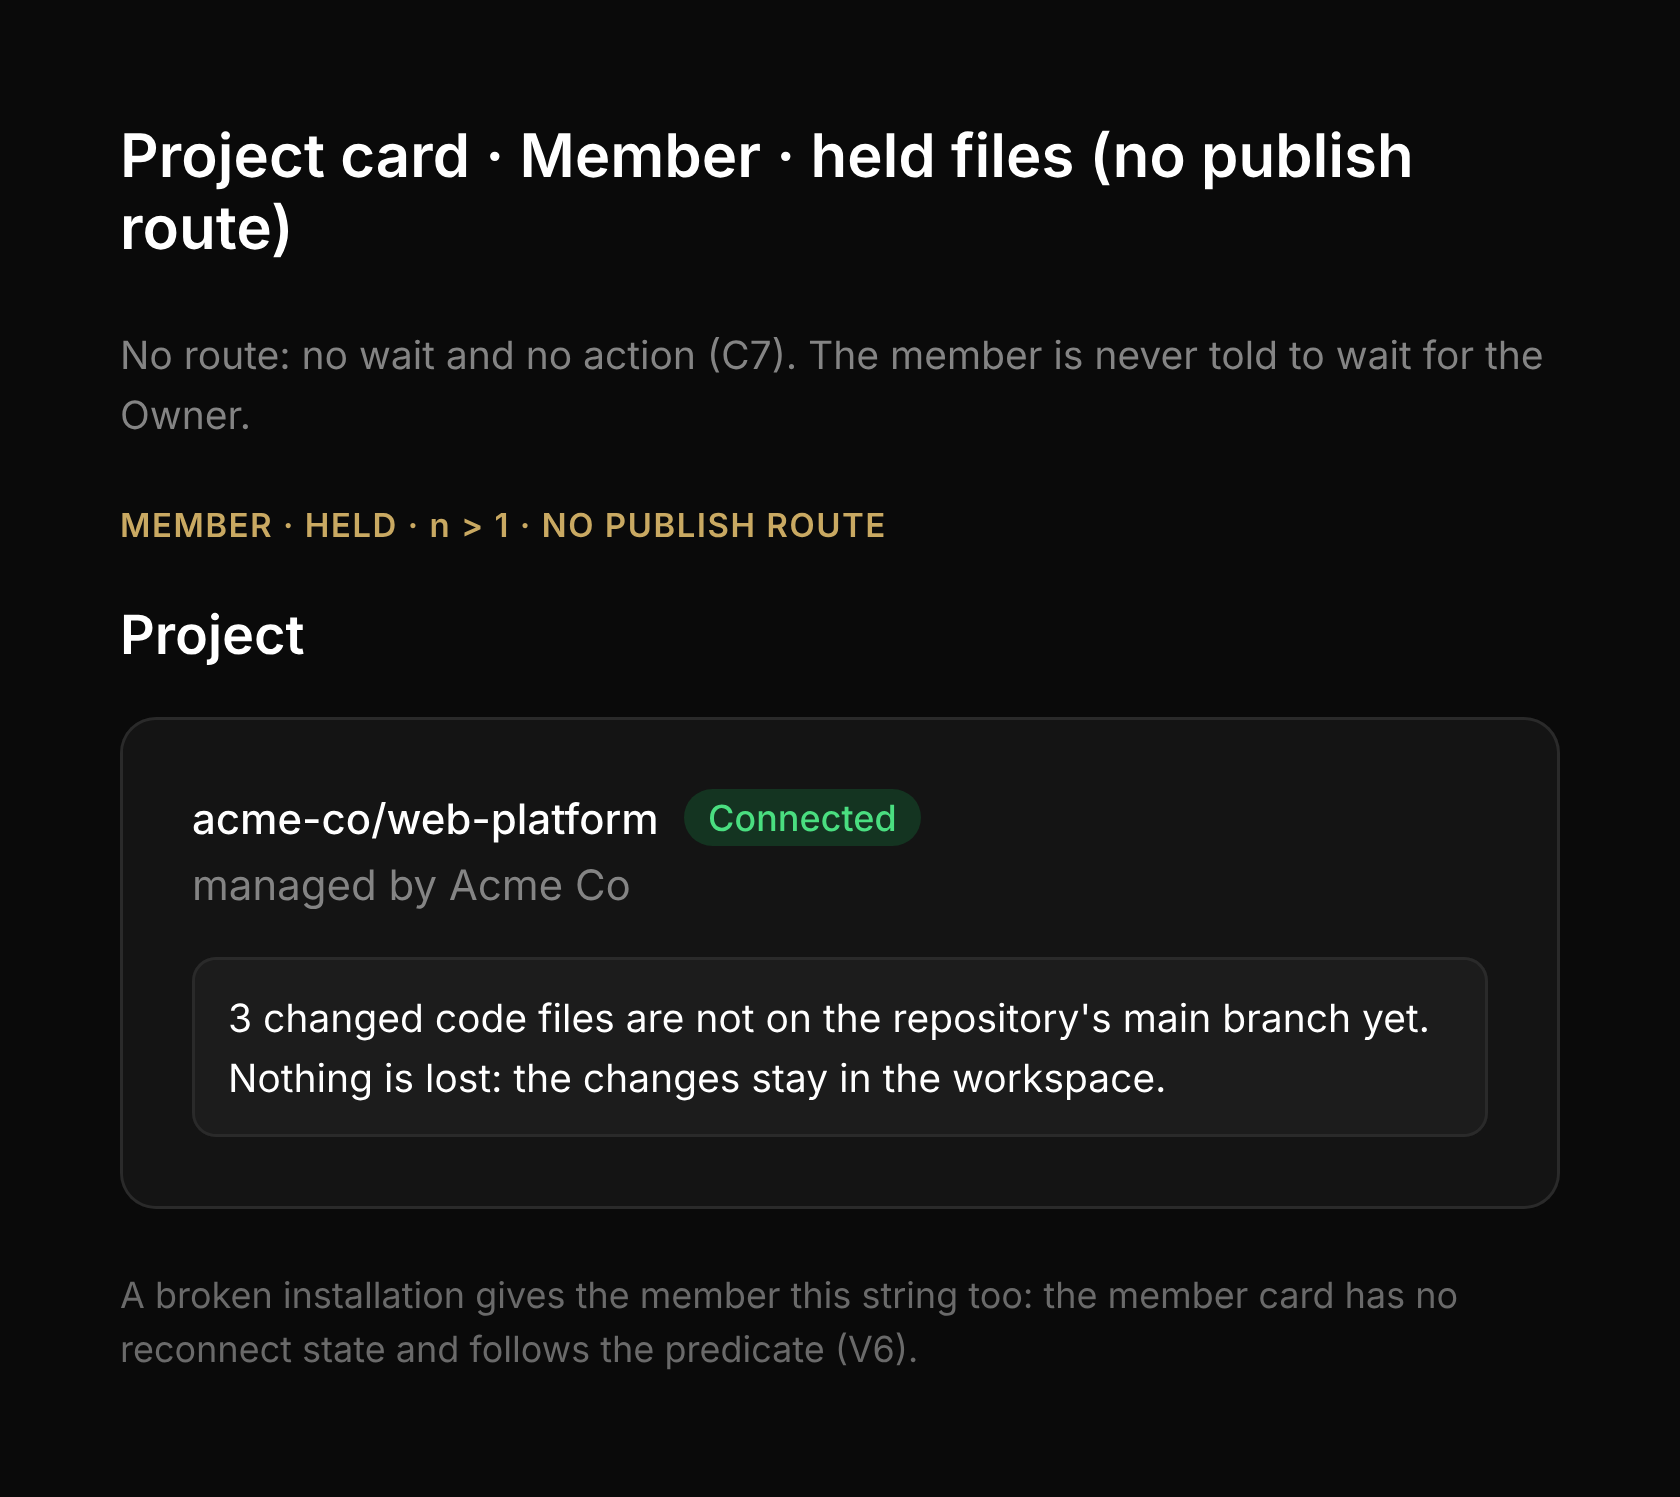 Project card · Member · held files (no publish
route)
No route: no wait and no action (C7). The member is never told to wait for the
Owner.
MEMBER · HELD · n > 1 · NO PUBLISH ROUTE
Project
acme-co/web-platform Connected
managed by Acme Co
3 changed code files are not on the repository's main branch yet.
Nothing is lost: the changes stay in the workspace.
A broken installation gives the member this string too: the member card has no
reconnect state and follows the predicate (V6).